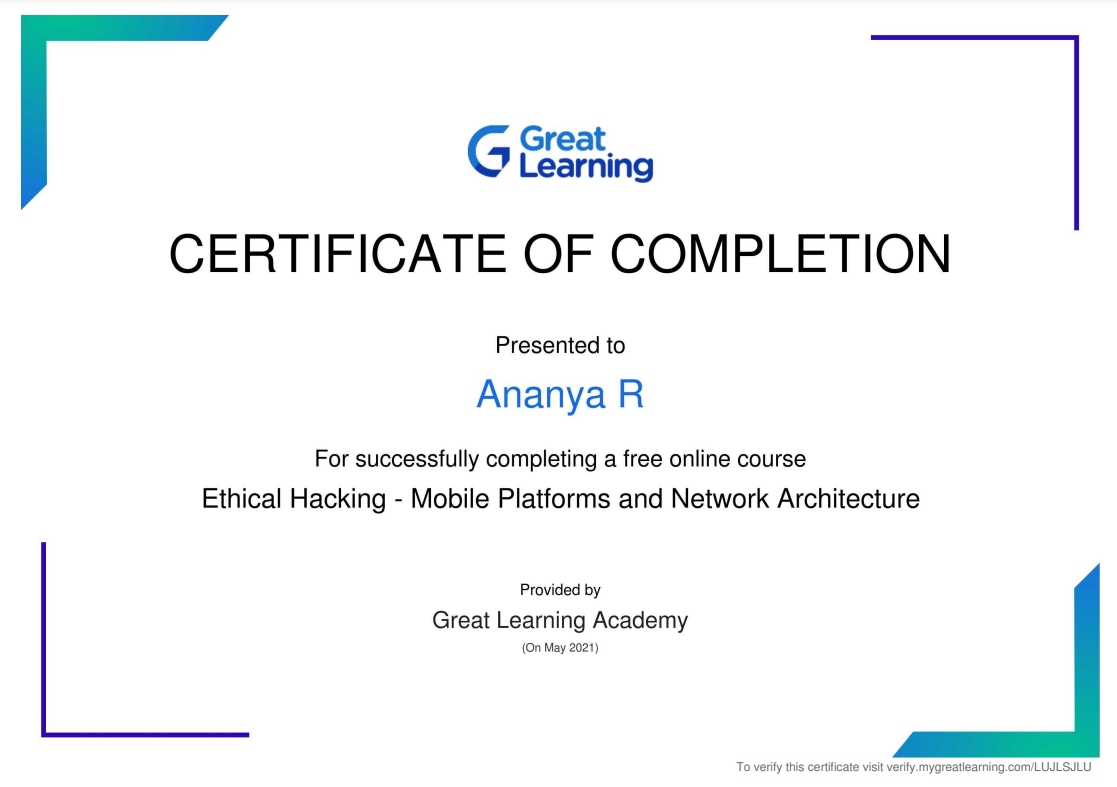 Great
Learning
CERTIFICATE OF COMPLETION
Presented to
Ananya R
For successfully completing a free online course
Ethical Hacking - Mobile Platforms and Network Architecture
Provided by
Great Learning Academy
(On May 2021)
To verify this certificate visit verify.mygreatlearning.com/LUJLSJLU